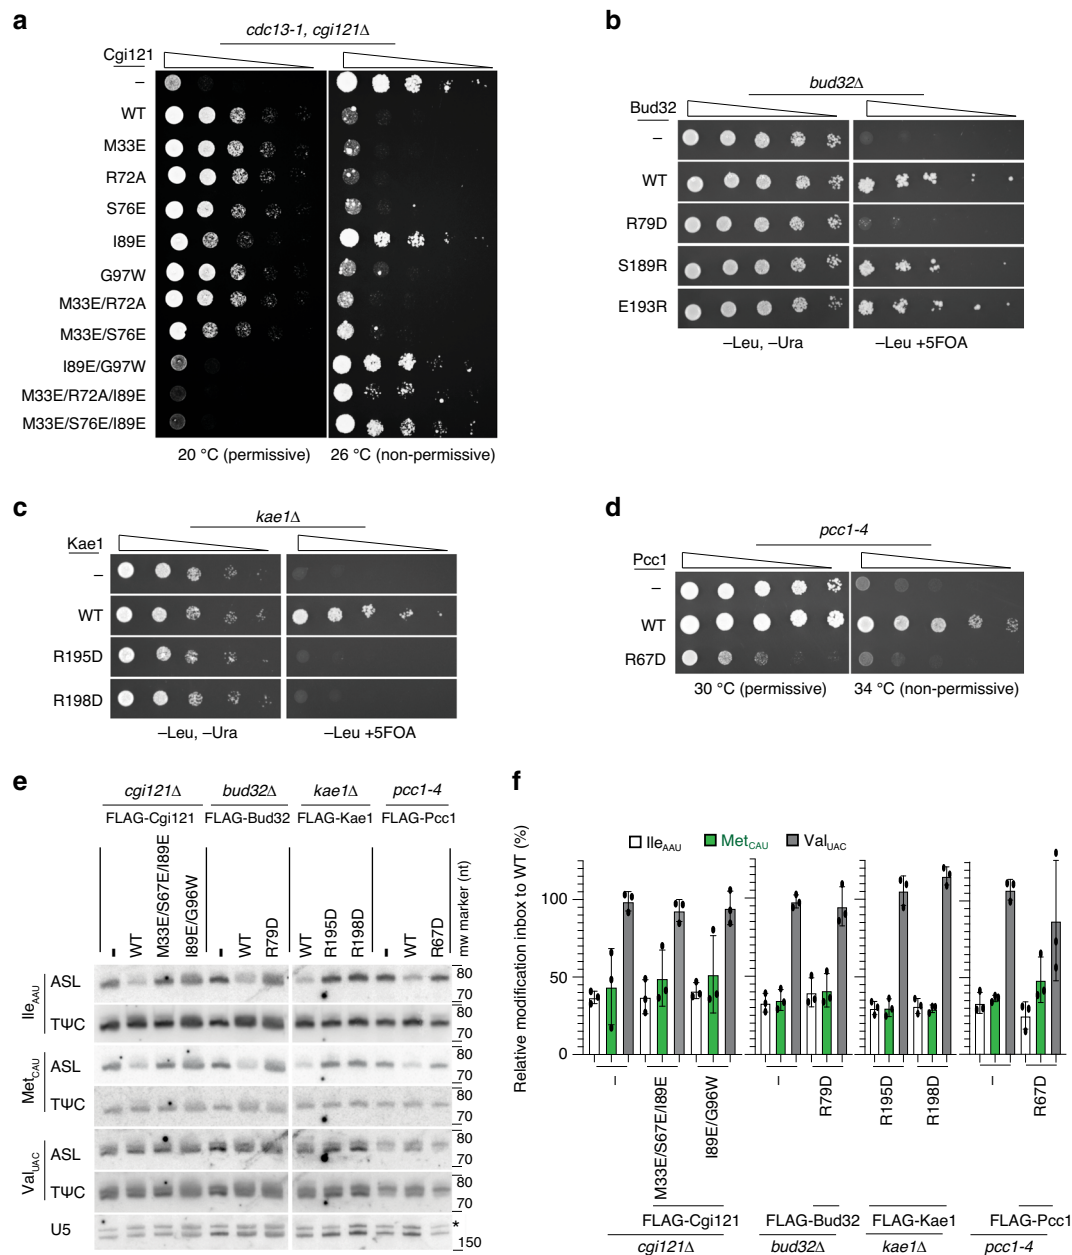 a
cdc13-1, cgi121Δ
Cgi121
–
WT
M33E
R72A
S76E
I89E
G97W
M33E/R72A
M33E/S76E
I89E/G97W
M33E/R72A/I89E
M33E/S76E/I89E
20 °C (permissive)
26 °C (non-permissive)
b
bud32Δ
Bud32
–
WT
R79D
S189R
E193R
–Leu, –Ura
–Leu +5FOA
c
kae1Δ
Kae1
–
WT
R195D
R198D
–Leu, –Ura
–Leu +5FOA
d
pcc1-4
Pcc1
–
WT
R67D
30 °C (permissive)
34 °C (non-permissive)
e
cgi121Δ bud32Δ kae1Δ pcc1-4
FLAG-Cgi121 FLAG-Bud32 FLAG-Kae1 FLAG-Pcc1
–
WT
M33E/S67E/I89E
I89E/G96W
–
WT
R79D
WT
R195D
R198D
–
WT
R67D
mw marker (nt)
IleAAU
ASL
80
70
TΨC
80
70
MetCAU
ASL
80
70
TΨC
80
70
ValUAC
ASL
80
70
TΨC
80
70
U5
*
150
f
Relative modification inbox to WT (%)
IleAAU MetCAU ValUAC
100
50
0
–
M33E/S67E/I89E
I89E/G96W
–
R79D
R195D
R198D
–
R67D
FLAG-Cgi121 FLAG-Bud32 FLAG-Kae1 FLAG-Pcc1
cgi121Δ bud32Δ kae1Δ pcc1-4